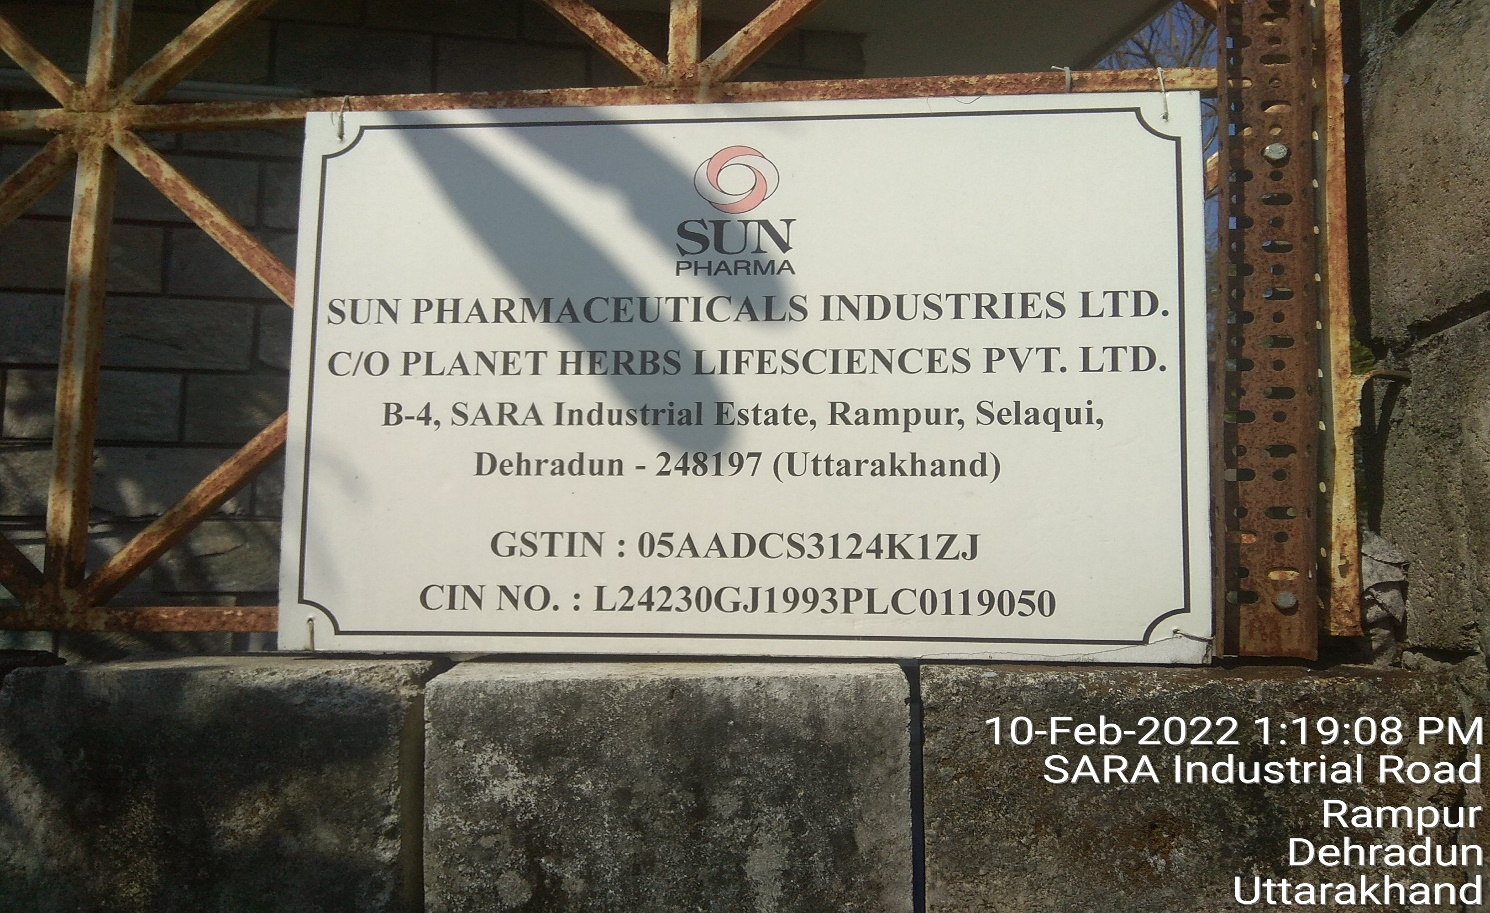 SUN
PHARMA
SUN PHARMACEUTICALS INDUSTRIES LTD.
C/O PLANET HERBS LIFESCIENCES PVT. LTD.
B-4, SARA Industrial Estate, Rampur, Selaqui,
Dehradun - 248197 (Uttarakhand)
GSTIN : 05AADCS3124K1ZJ
CIN NO. : L24230GJ1993PLC0119050
10-Feb-2022 1:19:08 PM
SARA Industrial Road
Rampur
Dehradun
Uttarakhand